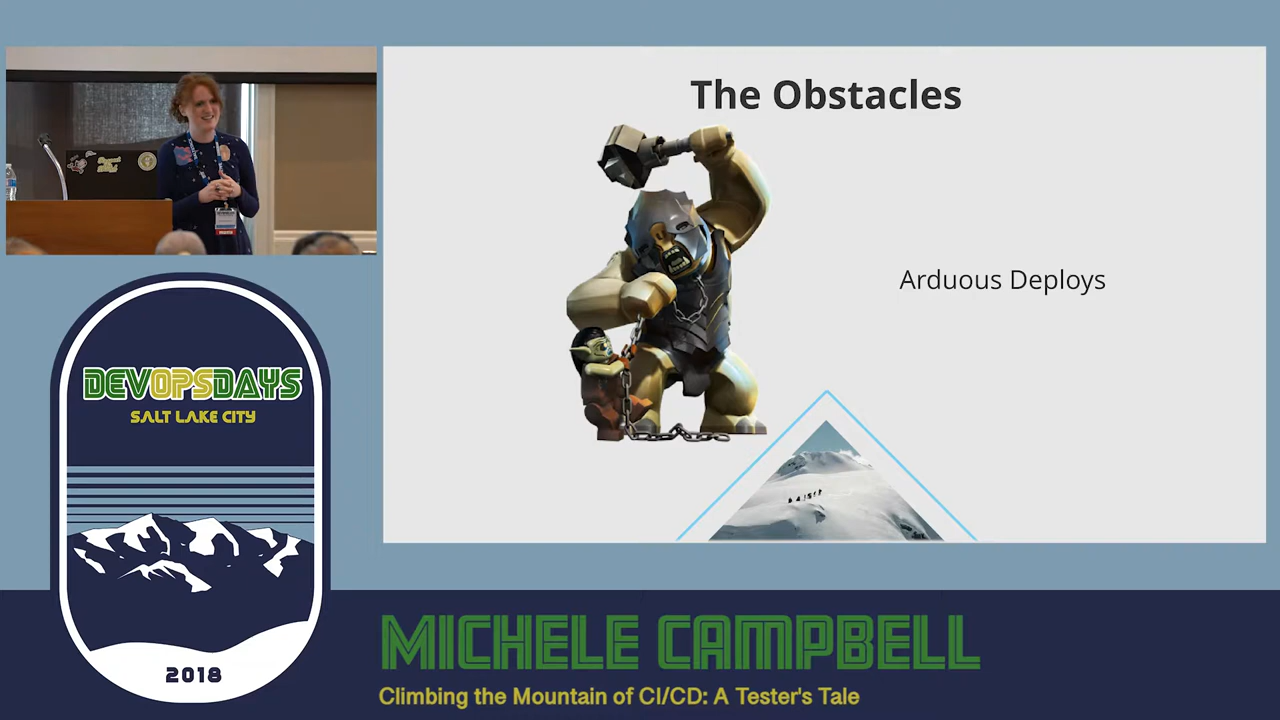 The Obstacles
Arduous Deploys
DEVOPSDAYS
SALT LAKE CITY
2018
MICHELE CAMPBELL
Climbing the Mountain of CI/CD: A Tester's Tale